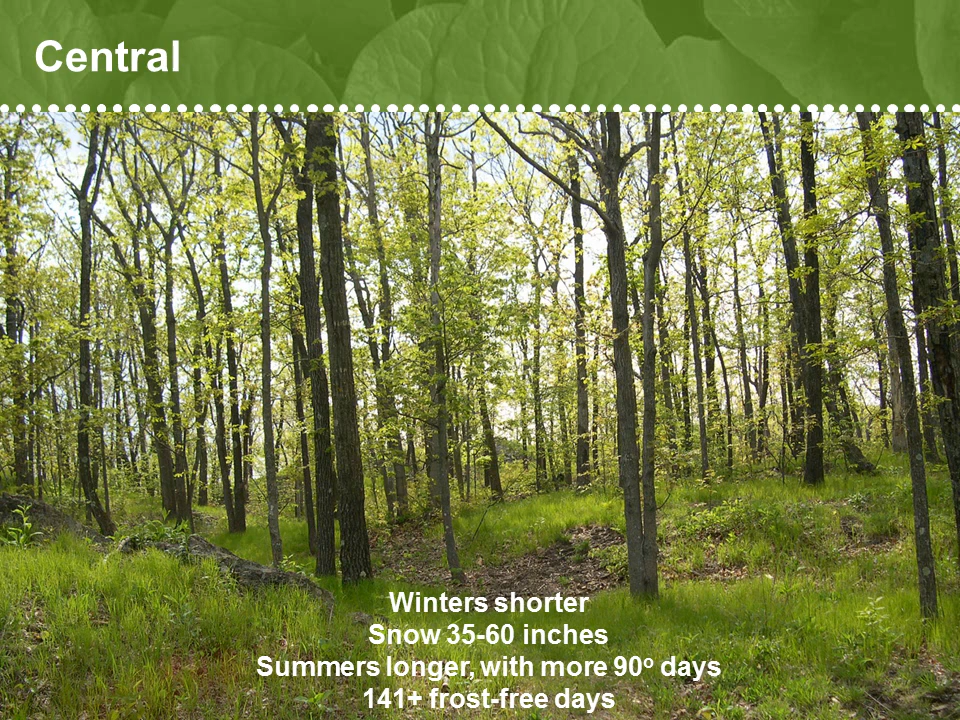 Central
Winters shorter
Snow 35-60 inches
Summers longer, with more 90º days
141+ frost-free days